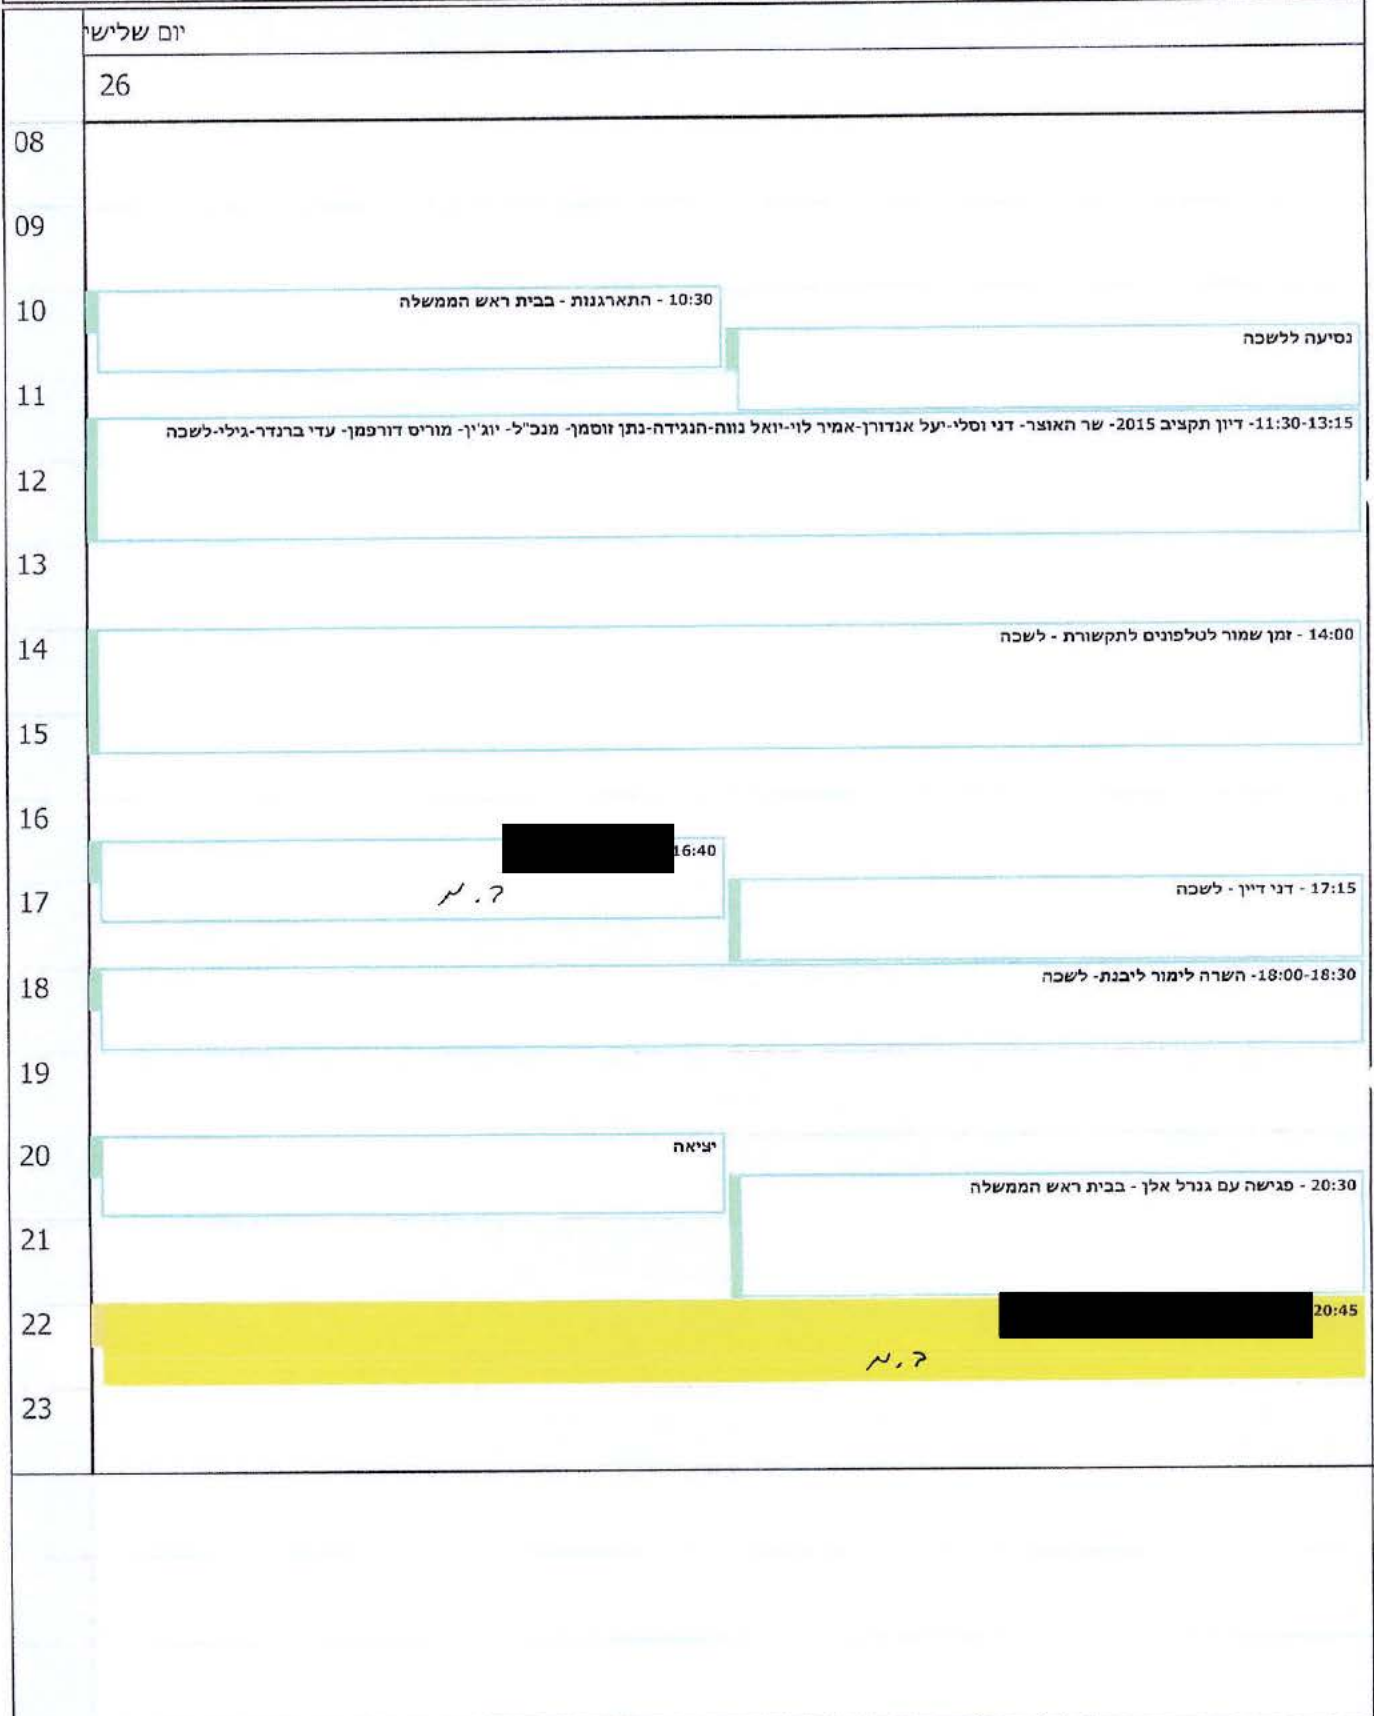 יום שלישי
26
08
09
10
10:30 - התארגנות - בבית ראש הממשלה
נסיעה ללשכה
11
11:30-13:15- דיון תקציב 2015- שר האוצר- דני וסלי-יעל אנדורן-אמיר לוי-יואל נווה-הנגידה-נתן זוסמן- מנכ"ל- יוג'ין- מוריס דורפמן- עדי ברנדר-גילי-לשכה
12
13
14
14:00 - זמן שמור לטלפונים לתקשורת - לשכה
15
16
16:40
ב.מ
17
17:15 - דני דיין - לשכה
18
18:00-18:30- השרה לימור ליבנת- לשכה
19
20
יציאה
20:30 - פגישה עם גנרל אלן - בבית ראש הממשלה
21
22
20:45
ב.מ
23